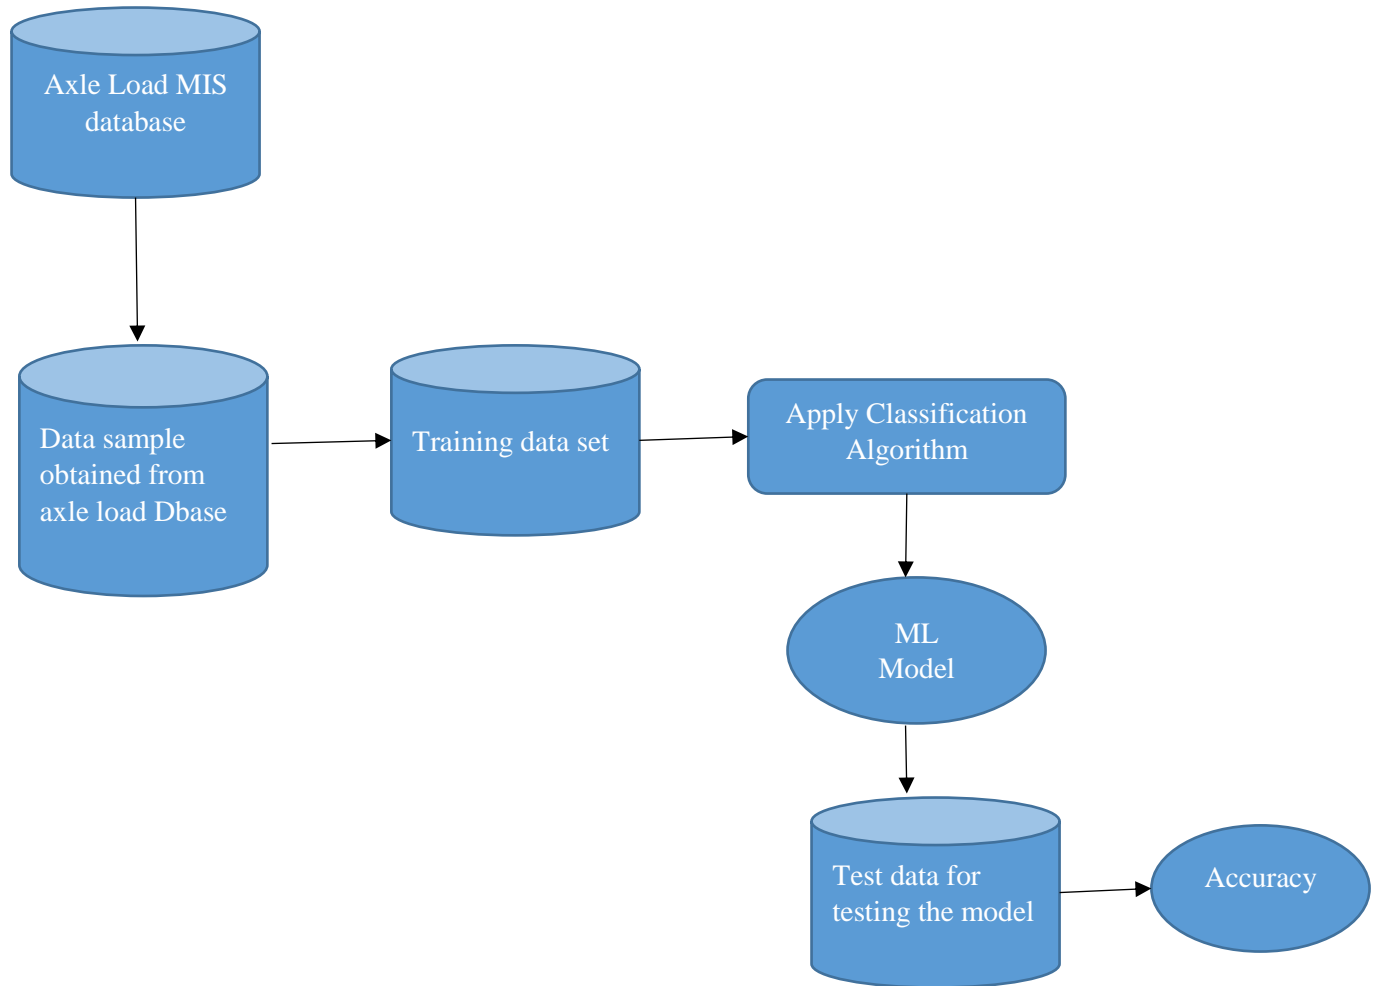 Axle Load MIS
database
Data sample
obtained from
axle load Dbase
Training data set
Apply Classification
Algorithm
ML
Model
Test data for
testing the model
Accuracy